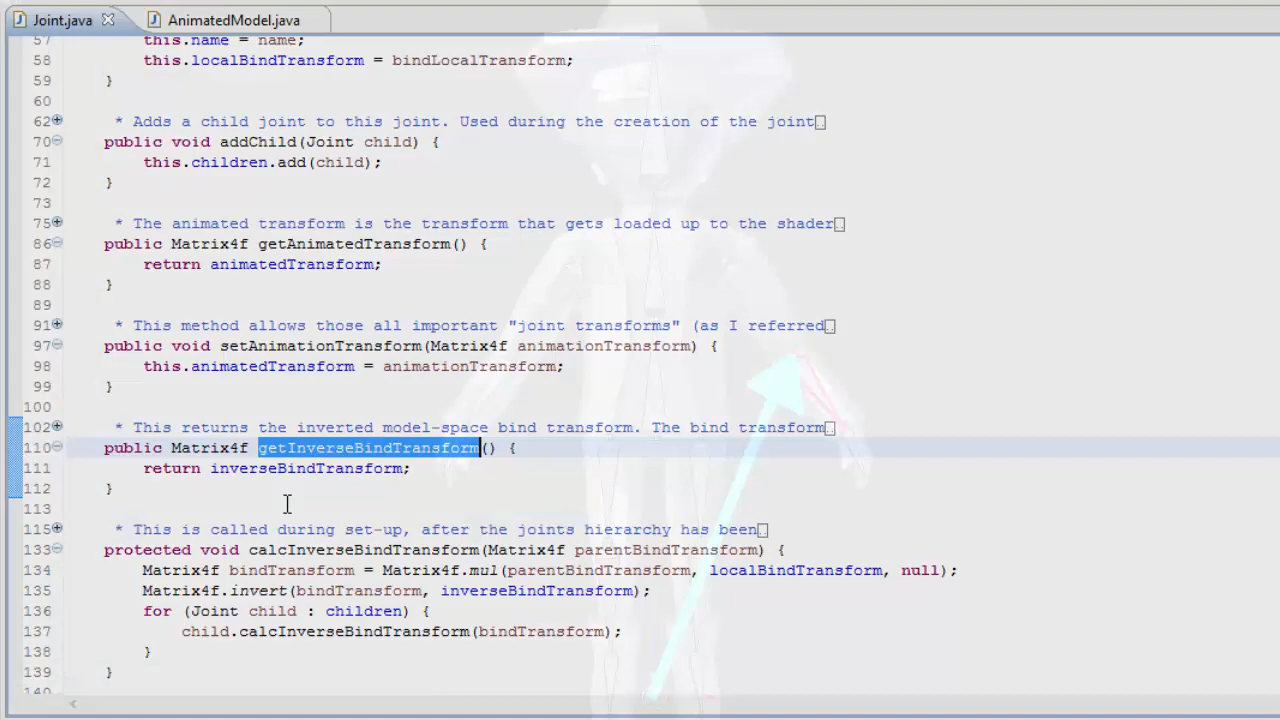 Joint.java AnimatedModel.java
57 this.name = name;
58 this.localBindTransform = bindLocalTransform;
59 }
60
62 * Adds a child joint to this joint. Used during the creation of the joint
70 public void addChild(Joint child) {
71 this.children.add(child);
72 }
73
75 * The animated transform is the transform that gets loaded up to the shader
86 public Matrix4f getAnimatedTransform() {
87 return animatedTransform;
88 }
89
91 * This method allows those all important "joint transforms" (as I referred
97 public void setAnimationTransform(Matrix4f animationTransform) {
98 this.animatedTransform = animationTransform;
99 }
100
102 * This returns the inverted model-space bind transform. The bind transform
110 public Matrix4f getInverseBindTransform() {
111 return inverseBindTransform;
112 }
113
115 * This is called during set-up, after the joints hierarchy has been
133 protected void calcInverseBindTransform(Matrix4f parentBindTransform) {
134 Matrix4f bindTransform = Matrix4f.mul(parentBindTransform, localBindTransform, null);
135 Matrix4f.invert(bindTransform, inverseBindTransform);
136 for (Joint child : children) {
137 child.calcInverseBindTransform(bindTransform);
138 }
139 }
140